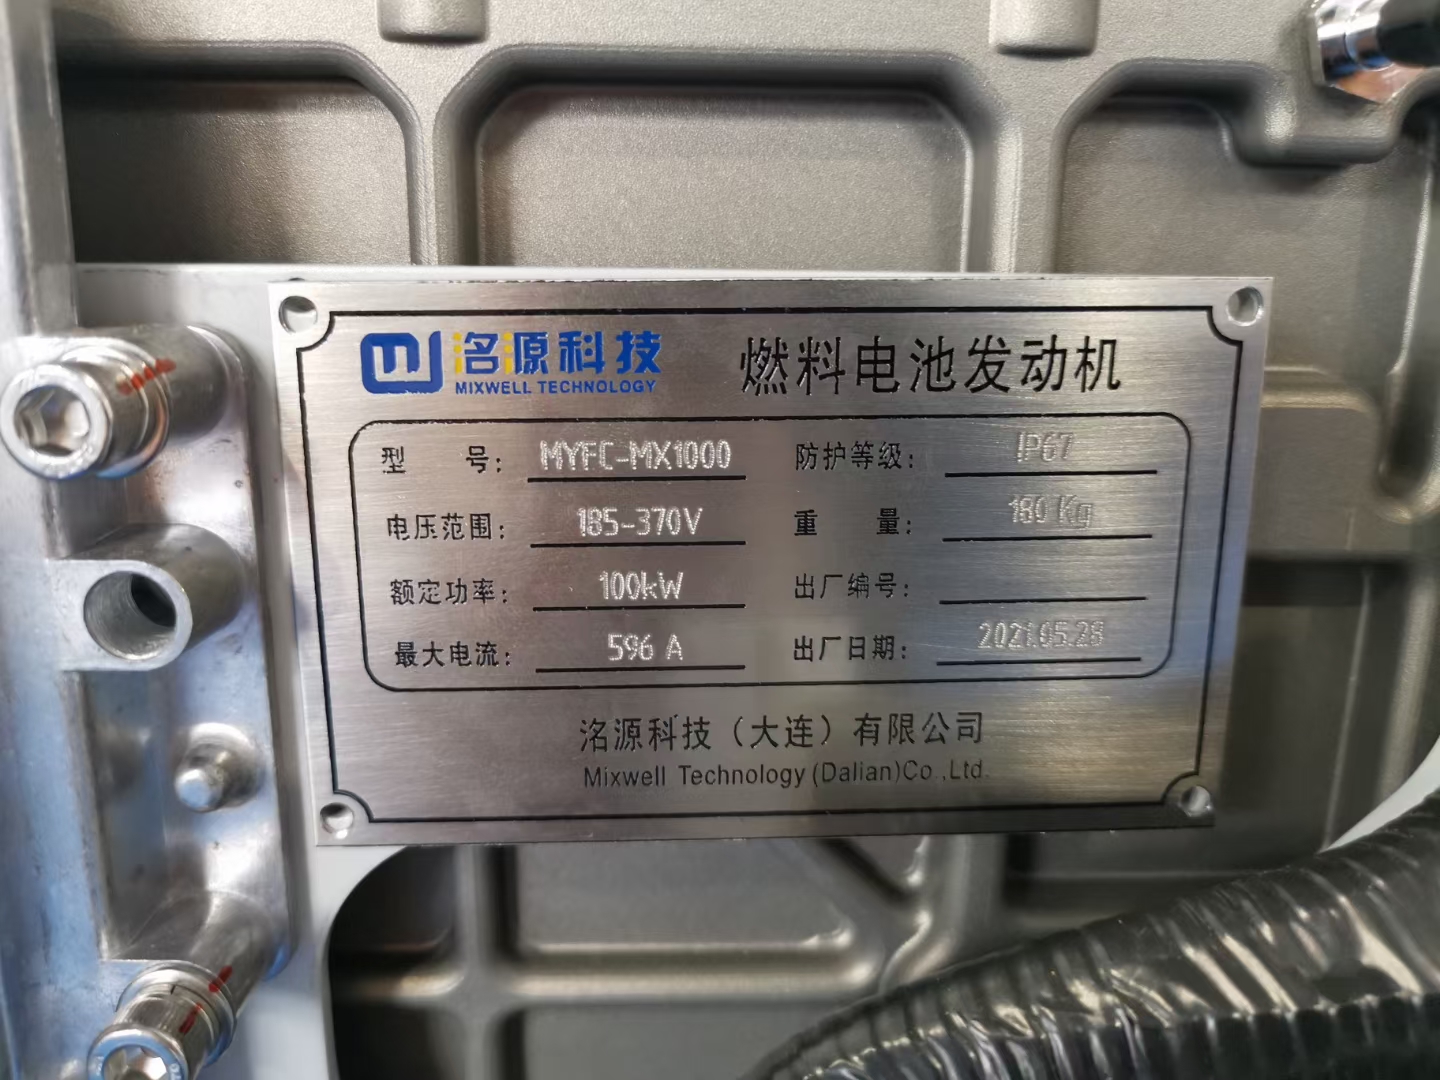 洺源科技
MIXWELL TECHNOLOGY
燃料电池发动机
型 号: MYFC-MX1000
防护等级: IP67
电压范围: 185-370V
重 量: 180 Kg
额定功率: 100kW
出厂编号:
最大电流: 596 A
出厂日期: 2021.05.28
洺源科技（大连）有限公司
Mixwell Technology(Dalian)Co.,Ltd.